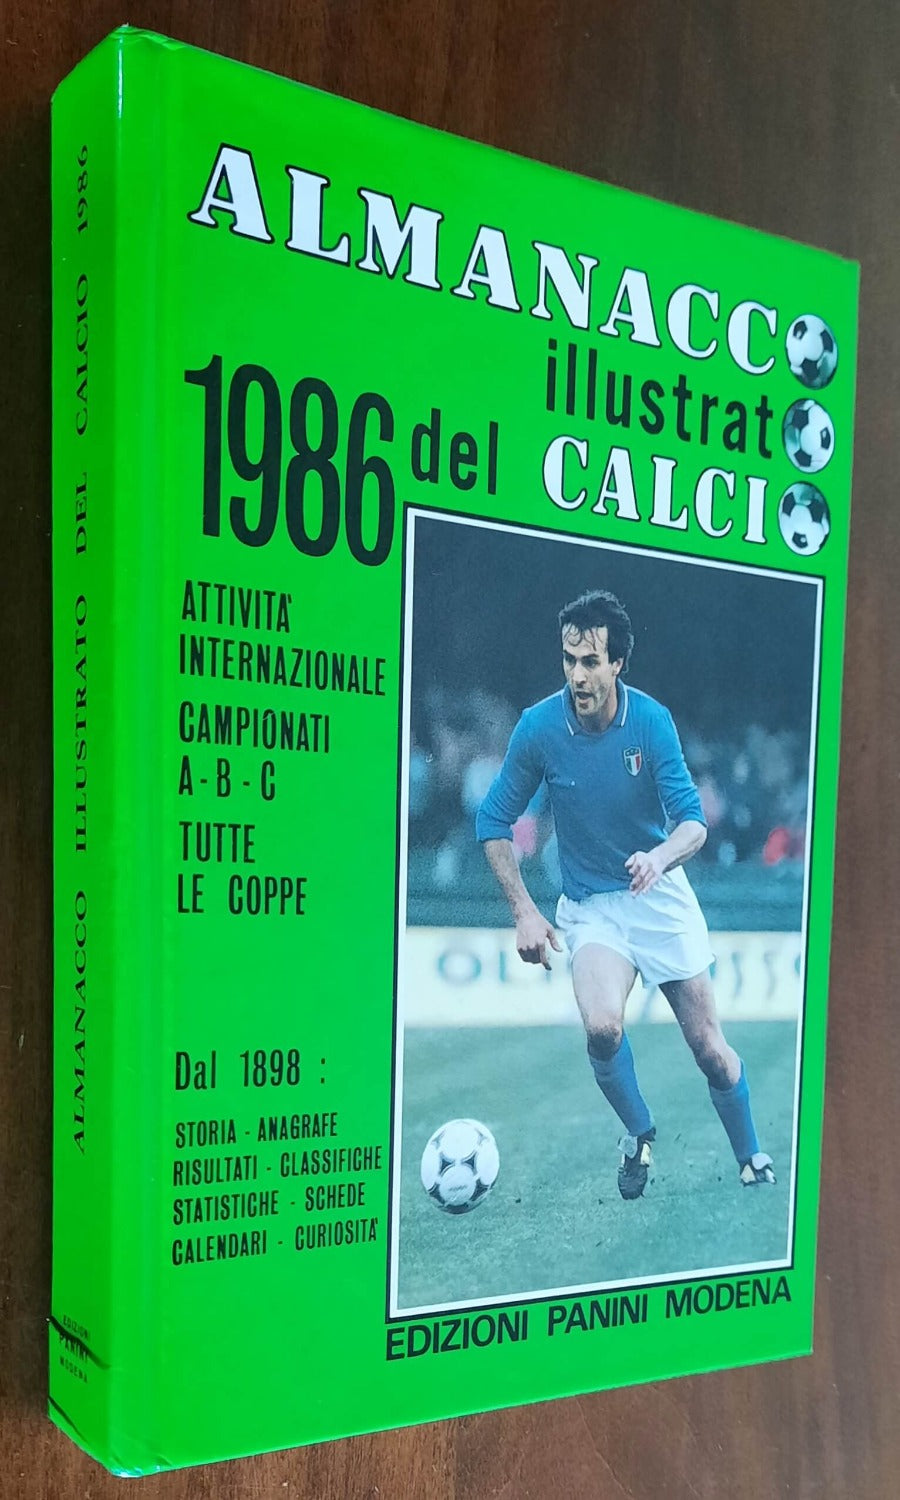 ALMANACCO ILLUSTRATO DEL CALCIO 1986
EDIZIONI
PANINI
MODENA
ALMANACCO
illustrato
1986 del CALCIO
ATTIVITA'
INTERNAZIONALE
CAMPIONATI
A-B-C
TUTTE
LE COPPE
Dal 1898 :
STORIA - ANAGRAFE
RISULTATI - CLASSIFICHE
STATISTICHE - SCHEDE
CALENDARI - CURIOSITA'
EDIZIONI PANINI MODENA